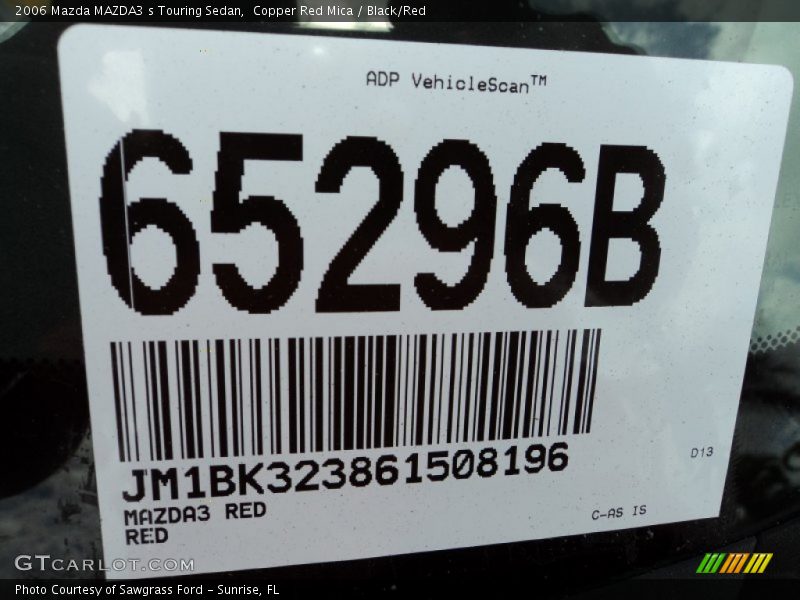 2006 Mazda MAZDA3 s Touring Sedan,  Copper Red Mica / Black/Red
ADP VehicleScan™
65296B
JM1BK323861508196
MAZDA3 RED
RED
D13
C-AS IS
GTCARLOT.COM
Photo Courtesy of Sawgrass Ford - Sunrise, FL